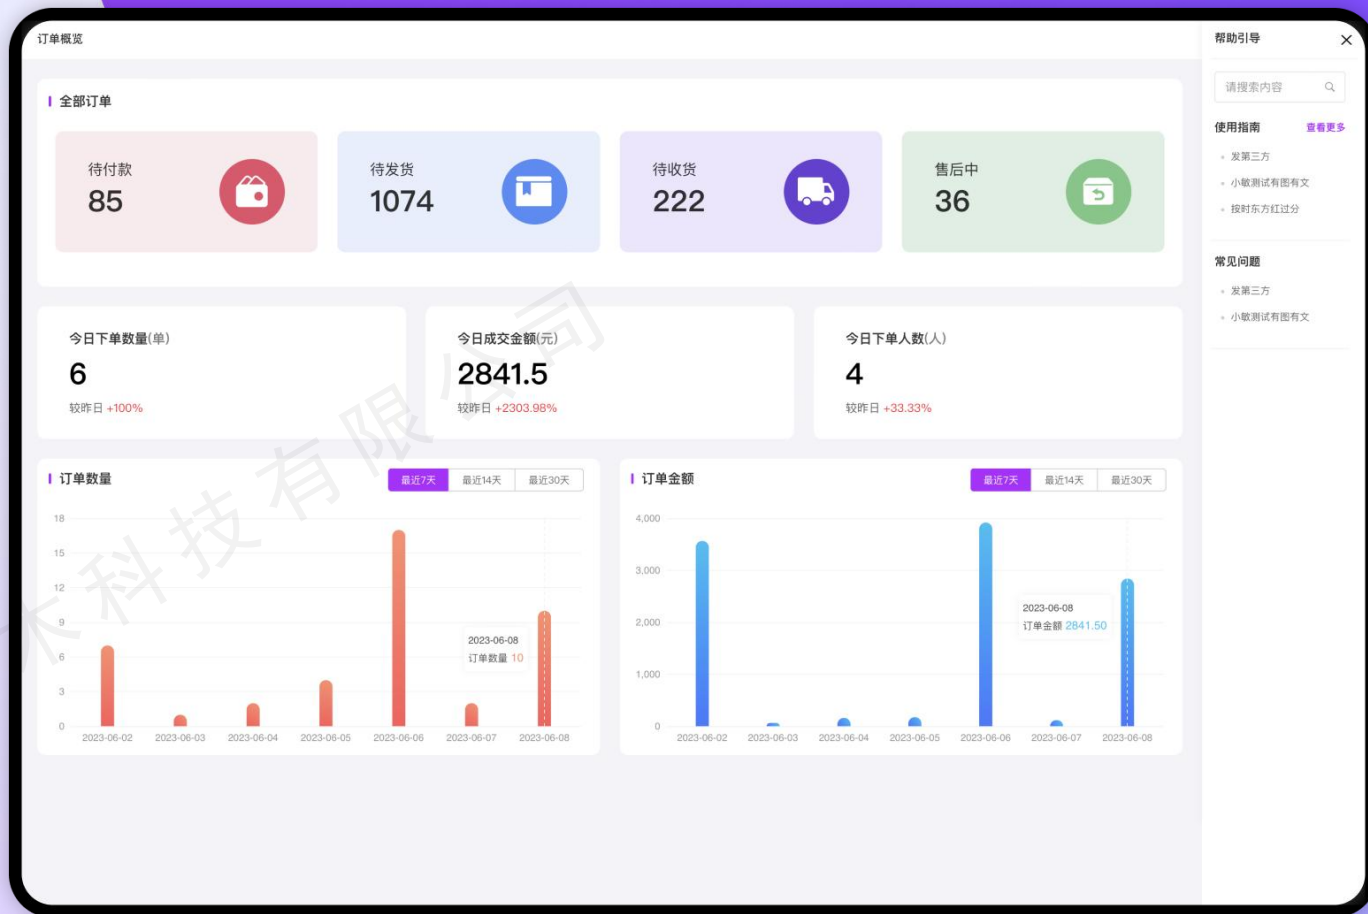 订单概览
全部订单
待付款
85
待发货
1074
待收货
222
售后中
36
今日下单数量(单)
6
较昨日 +100%
今日成交金额(元)
2841.5
较昨日 +2303.98%
今日下单人数(人)
4
较昨日 +33.33%
订单数量
最近7天 最近14天 最近30天
18
15
12
9
6
3
0
2023-06-08
订单数量 10
2023-06-02 2023-06-03 2023-06-04 2023-06-05 2023-06-06 2023-06-07 2023-06-08
订单金额
最近7天 最近14天 最近30天
4,000
3,000
2,000
1,000
0
2023-06-08
订单金额 2841.50
2023-06-02 2023-06-03 2023-06-04 2023-06-05 2023-06-06 2023-06-07 2023-06-08
帮助引导
请搜索内容
使用指南 查看更多
发第三方
小敏测试有图有文
按时东方红过分
常见问题
发第三方
小敏测试有图有文
木科技有限公司